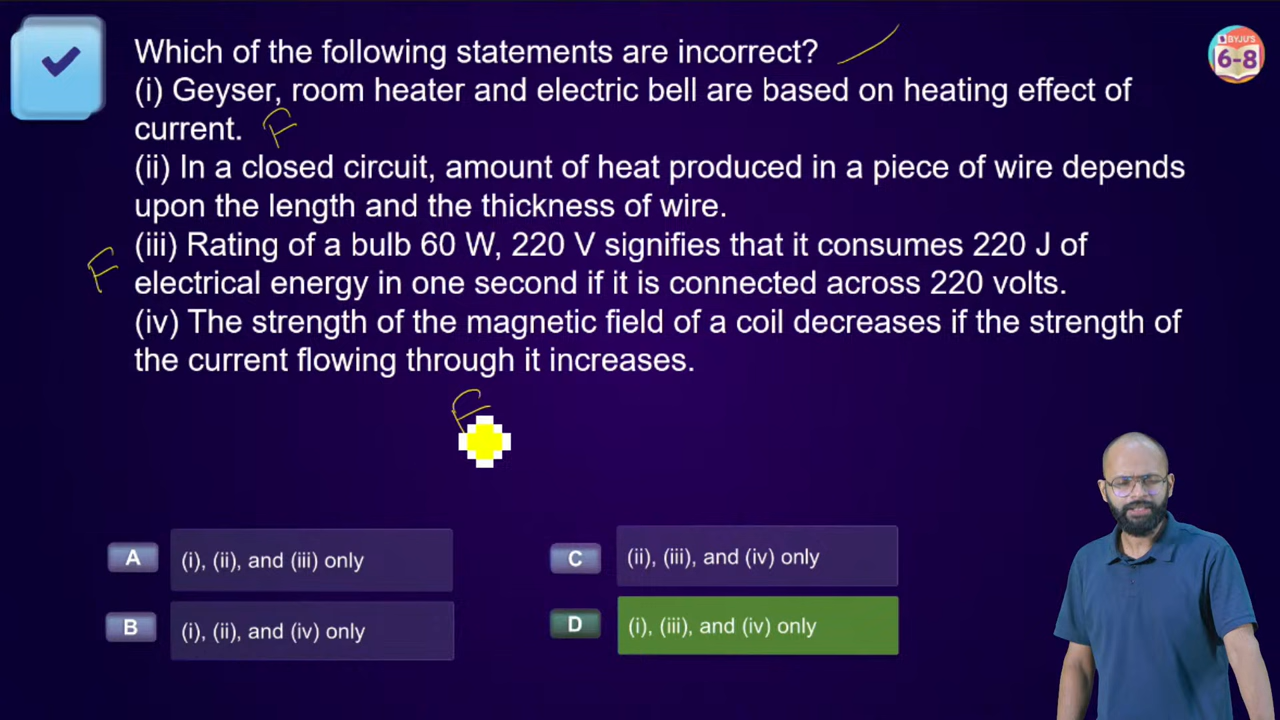 BYJU'S
6-8
Which of the following statements are incorrect?
(i) Geyser, room heater and electric bell are based on heating effect of
current. F
(ii) In a closed circuit, amount of heat produced in a piece of wire depends
upon the length and the thickness of wire.
(iii) Rating of a bulb 60 W, 220 V signifies that it consumes 220 J of
F electrical energy in one second if it is connected across 220 volts.
(iv) The strength of the magnetic field of a coil decreases if the strength of
the current flowing through it increases.
F
A (i), (ii), and (iii) only
B (i), (ii), and (iv) only
C (ii), (iii), and (iv) only
D (i), (iii), and (iv) only